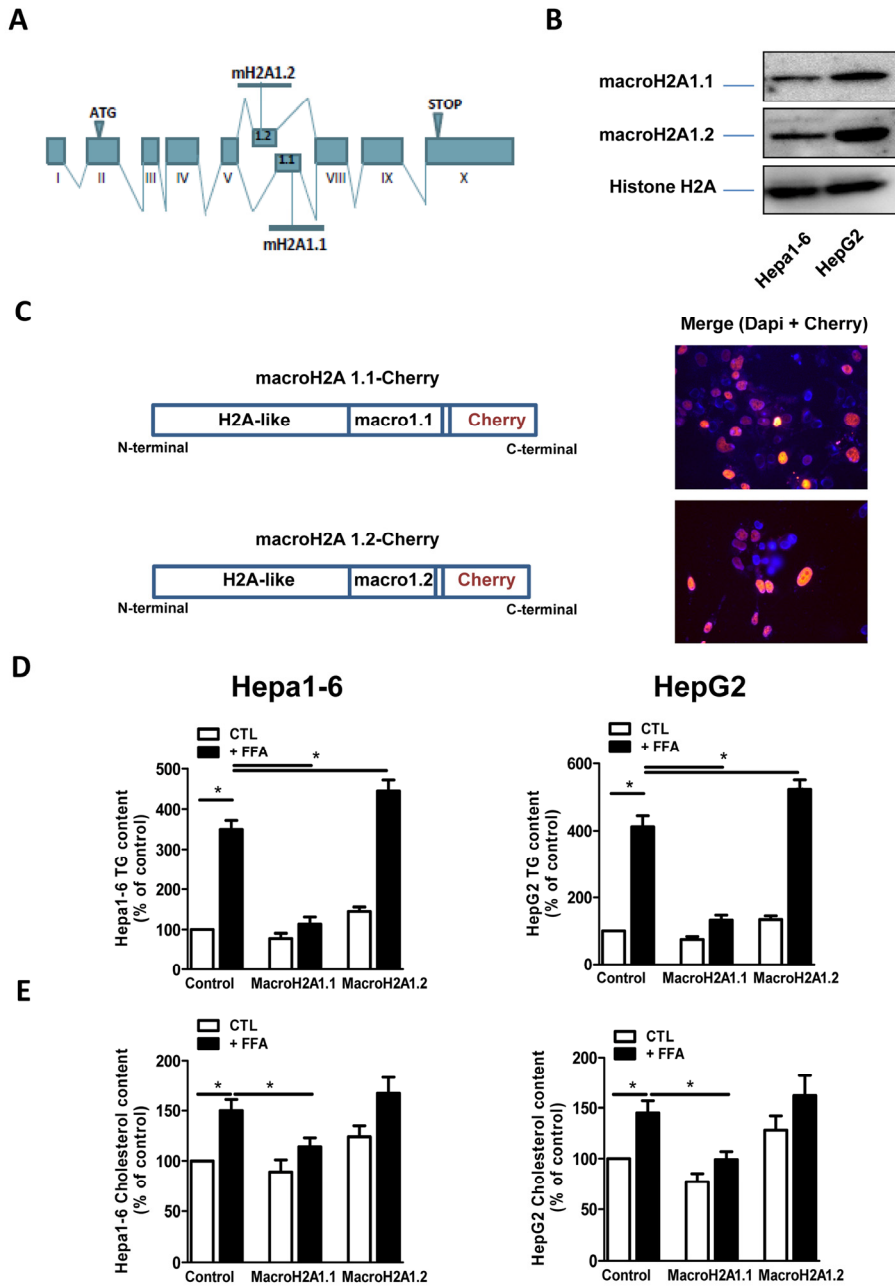 A
mH2A1.2
ATG
STOP
1.2
1.1
I II III IV V VIII IX X
mH2A1.1
B
macroH2A1.1
macroH2A1.2
Histone H2A
Hepa1-6 HepG2
C
Merge (Dapi + Cherry)
macroH2A 1.1-Cherry
H2A-like macro1.1 Cherry
N-terminal C-terminal
macroH2A 1.2-Cherry
H2A-like macro1.2 Cherry
N-terminal C-terminal
D
Hepa1-6
CTL
+ FFA
*
*
Hepa1-6 TG content
(% of control)
500
400
300
200
100
0
Control MacroH2A1.1 MacroH2A1.2
HepG2
CTL
+ FFA
*
*
HepG2 TG content
(% of control)
600
400
200
100
0
Control MacroH2A1.1 MacroH2A1.2
E
CTL
+ FFA
*
*
Hepa1-6 Cholesterol content
(% of control)
200
150
100
50
0
Control MacroH2A1.1 MacroH2A1.2
CTL
+ FFA
*
*
HepG2 Cholesterol content
(% of control)
200
150
100
50
0
Control MacroH2A1.1 MacroH2A1.2